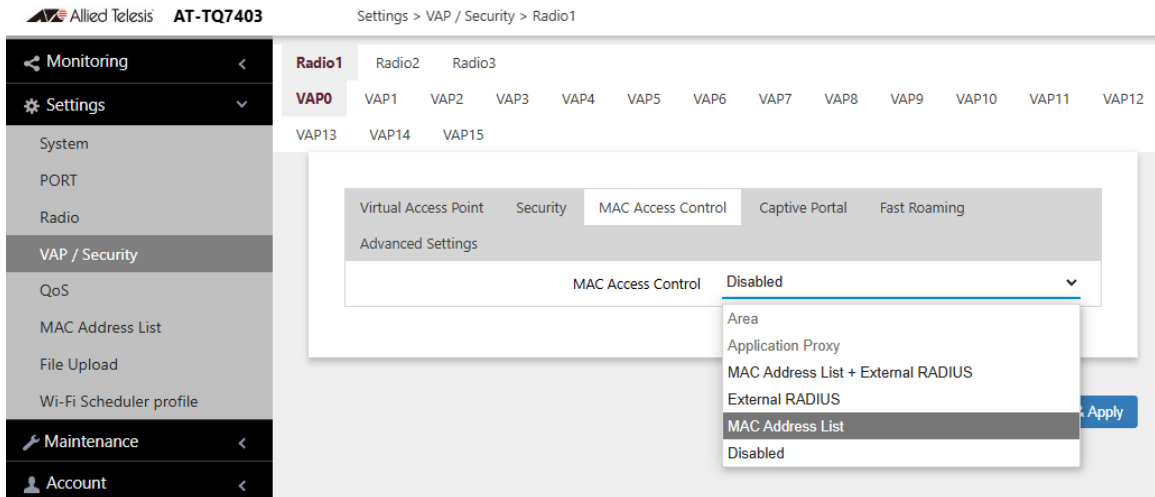 Allied Telesis AT-TQ7403 Settings > VAP / Security > Radio1
Monitoring
Settings
System
PORT
Radio
VAP / Security
QoS
MAC Address List
File Upload
Wi-Fi Scheduler profile
Maintenance
Account
Radio1 Radio2 Radio3
VAP0 VAP1 VAP2 VAP3 VAP4 VAP5 VAP6 VAP7 VAP8 VAP9 VAP10 VAP11 VAP12
VAP13 VAP14 VAP15
Virtual Access Point Security MAC Access Control Captive Portal Fast Roaming
Advanced Settings
MAC Access Control Disabled
Area
Application Proxy
MAC Address List + External RADIUS
External RADIUS
MAC Address List
Disabled
Apply